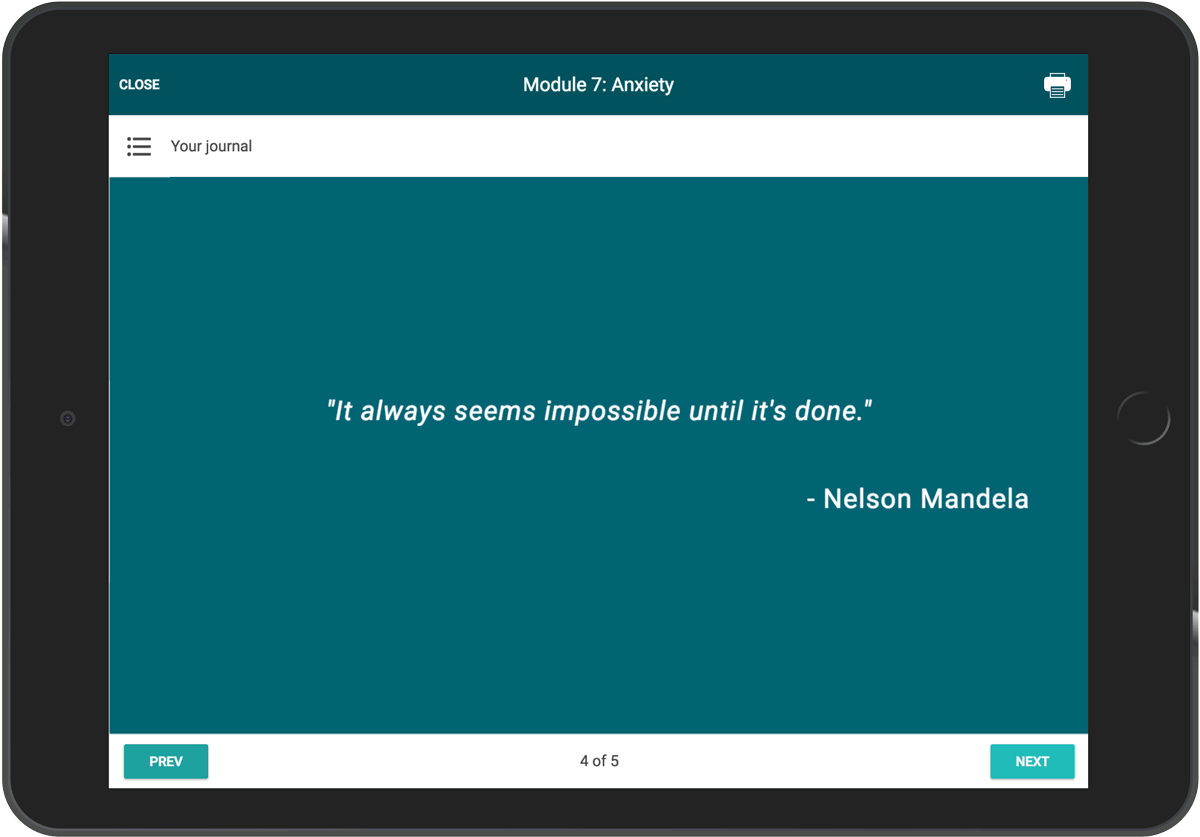 CLOSE
Module 7: Anxiety
Your journal
"It always seems impossible until it's done."
- Nelson Mandela
PREV
4 of 5
NEXT